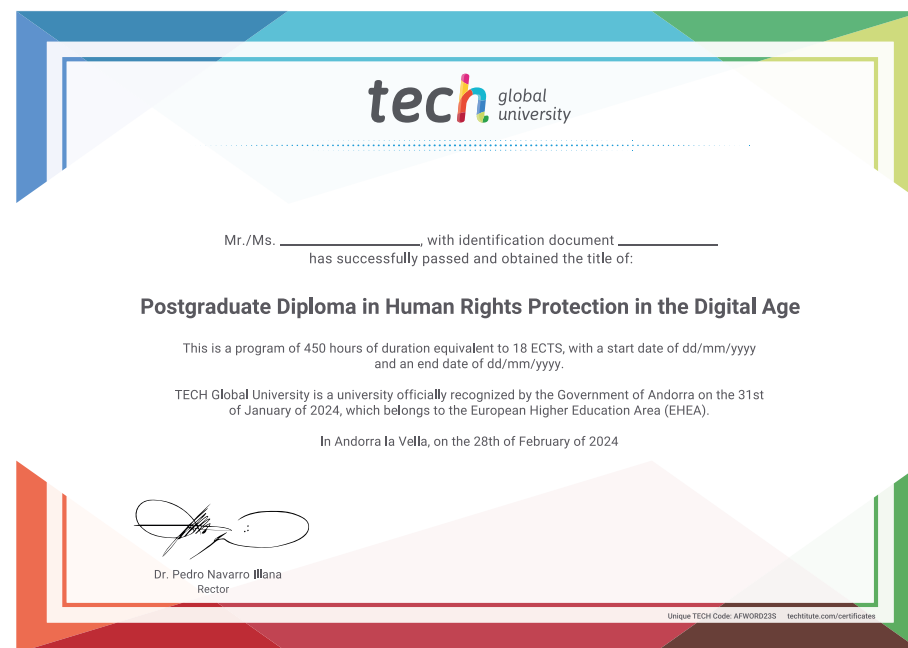 tech global university
Mr./Ms. ____________________, with identification document ______________
has successfully passed and obtained the title of:
Postgraduate Diploma in Human Rights Protection in the Digital Age
This is a program of 450 hours of duration equivalent to 18 ECTS, with a start date of dd/mm/yyyy
and an end date of dd/mm/yyyy.
TECH Global University is a university officially recognized by the Government of Andorra on the 31st
of January of 2024, which belongs to the European Higher Education Area (EHEA).
In Andorra la Vella, on the 28th of February of 2024
Dr. Pedro Navarro Illana
Rector
Unique TECH Code: AFWORD23S techtitute.com/certificates